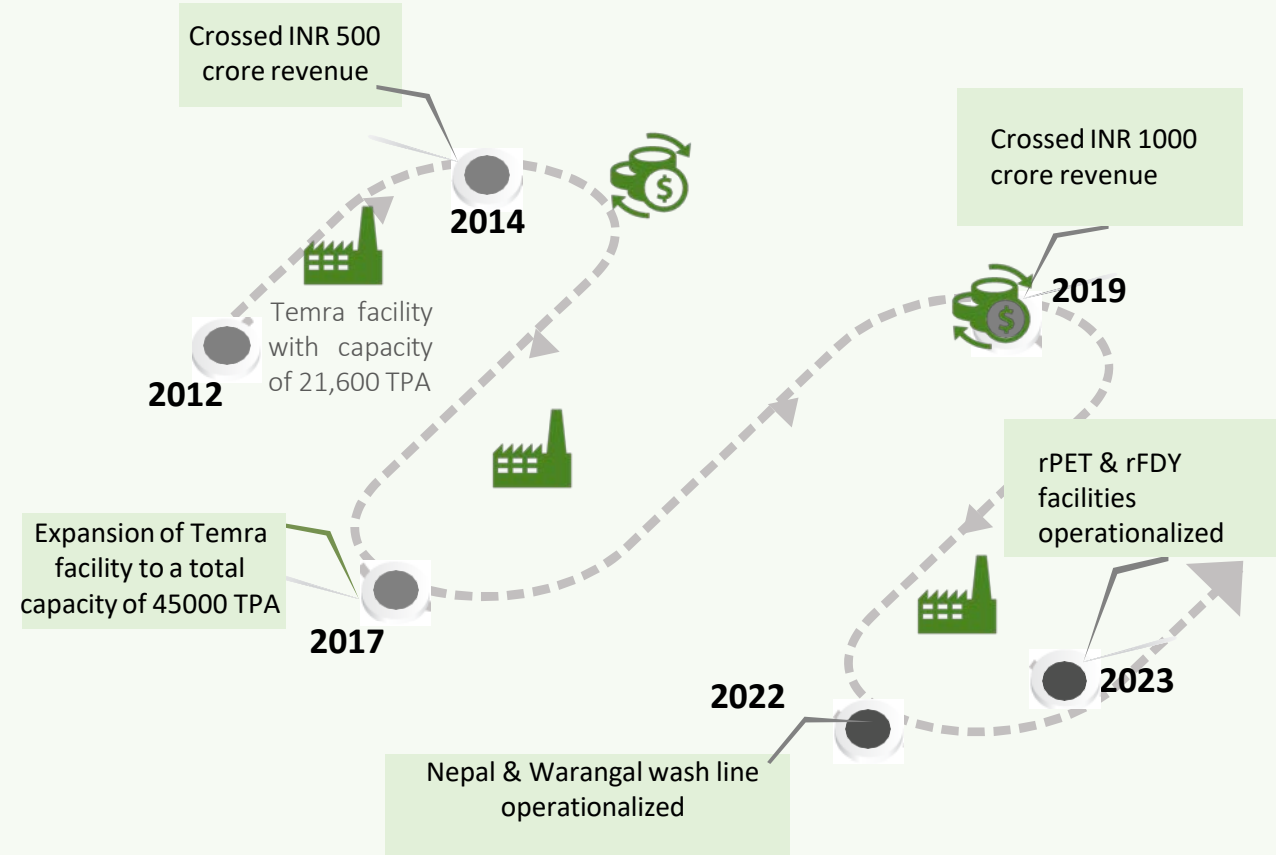 Crossed INR 500
crore revenue
2014
Temra facility
with capacity
of 21,600 TPA
2012
Expansion of Temra
facility to a total
capacity of 45000 TPA
2017
Crossed INR 1000
crore revenue
2019
2022
Nepal & Warangal wash line
operationalized
rPET & rFDY
facilities
operationalized
2023
$
$